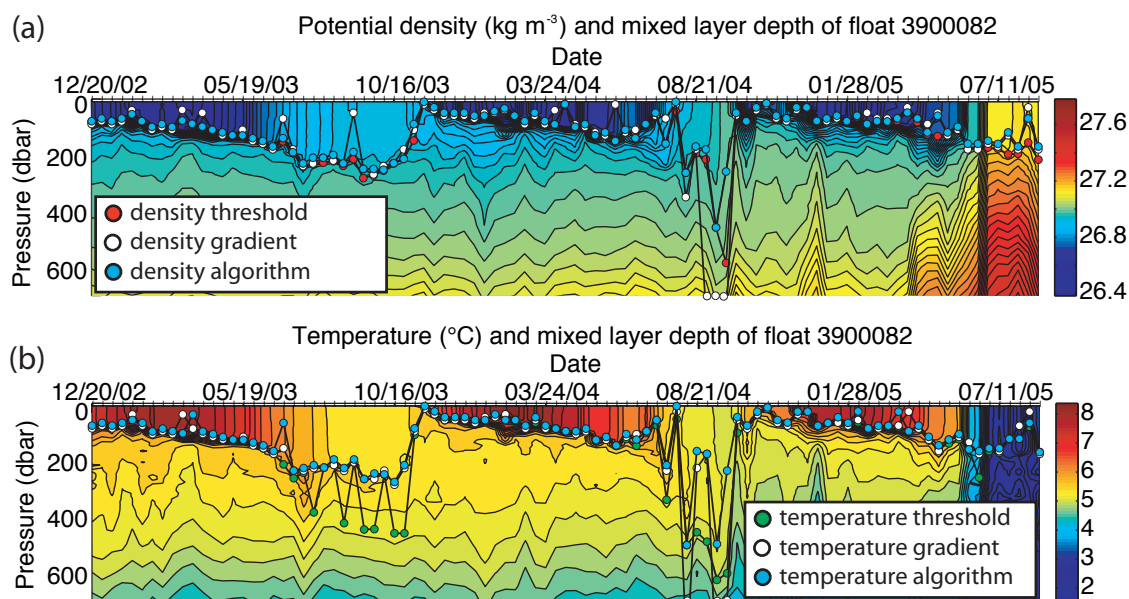 (a)
Potential density (kg m⁻³) and mixed layer depth of float 3900082
Date
12/20/02 05/19/03 10/16/03 03/24/04 08/21/04 01/28/05 07/11/05
Pressure (dbar)
0
200
400
600
density threshold
density gradient
density algorithm
27.6
27.2
26.8
26.4
(b)
Temperature (°C) and mixed layer depth of float 3900082
Date
12/20/02 05/19/03 10/16/03 03/24/04 08/21/04 01/28/05 07/11/05
Pressure (dbar)
0
200
400
600
temperature threshold
temperature gradient
temperature algorithm
8
7
6
5
4
3
2